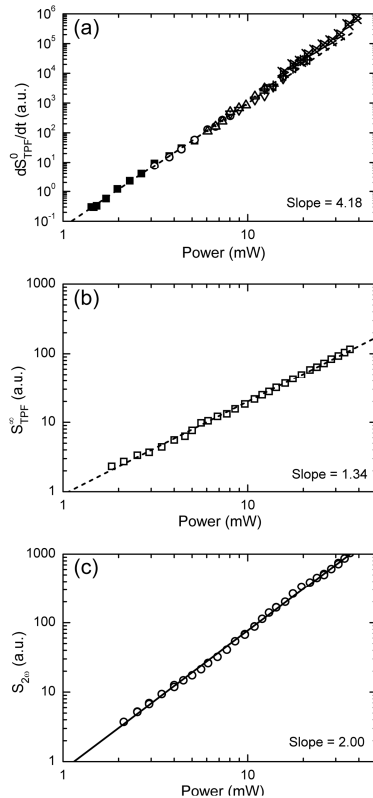 (a)
10^6
10^5
10^4
10^3
10^2
10^1
10^0
10^-1
dS^0_TPF/dt (a.u.)
Slope = 4.18
1
10
Power (mW)
(b)
1000
100
10
1
S^∞_TPF (a.u.)
Slope = 1.34
1
10
Power (mW)
(c)
1000
100
10
1
S_2ω (a.u.)
Slope = 2.00
1
10
Power (mW)